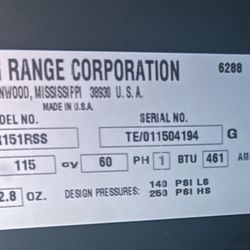 RANGE CORPORATION 6288
NWOOD, MISSISSIPPI 38930 U. S. A.
MADE IN U.S.A.
DEL NO. SERIAL NO.
151RSS TE/011504194 G
115 cy 60 PH 1 BTU 461 AM
2.8 OZ. DESIGN PRESSURES: 140 PSI LS
250 PSI HS